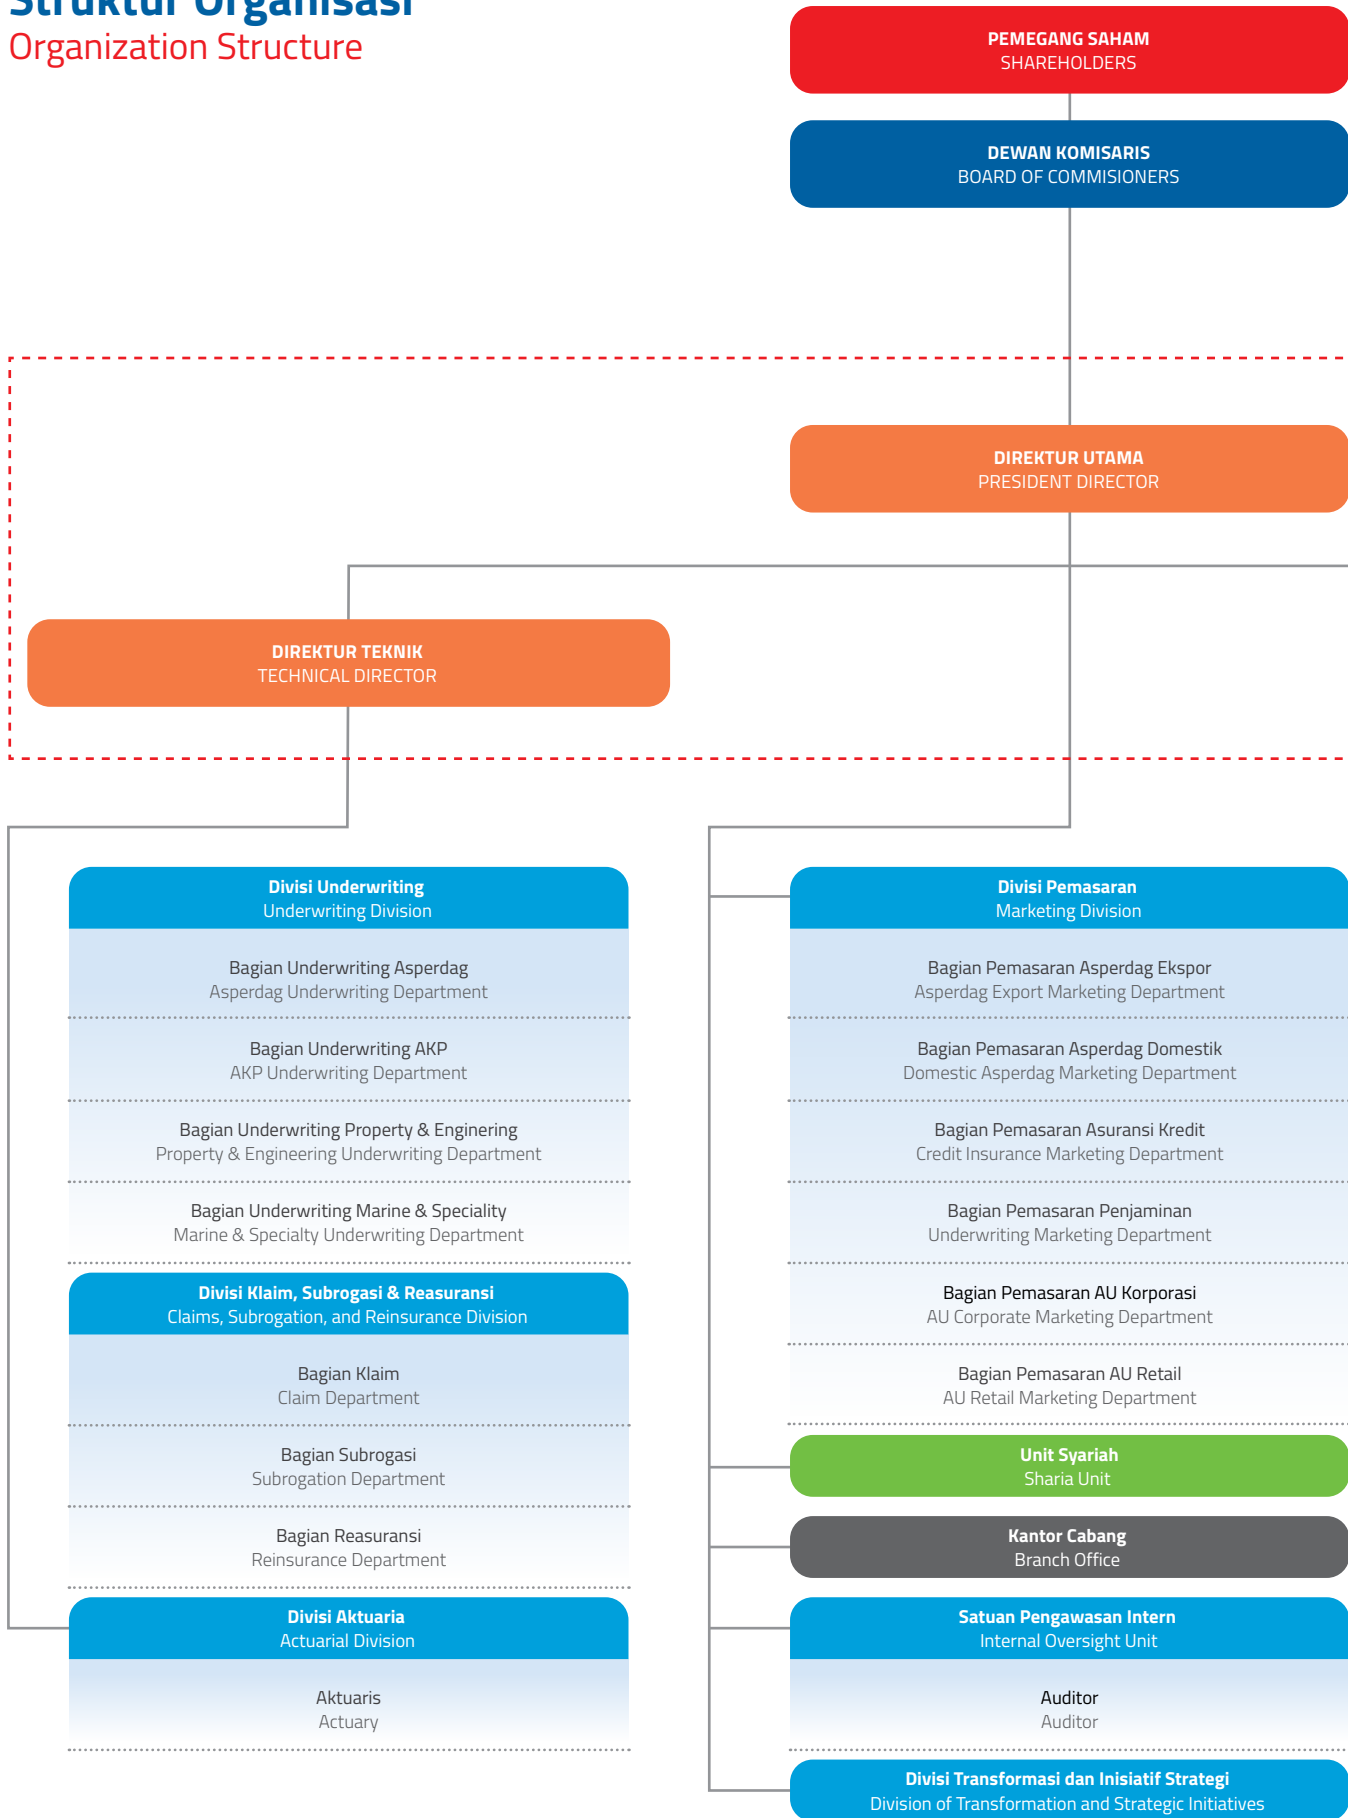 Struktur Organisasi
Organization Structure
PEMEGANG SAHAM
SHAREHOLDERS
DEWAN KOMISARIS
BOARD OF COMMISIONERS
DIREKTUR UTAMA
PRESIDENT DIRECTOR
DIREKTUR TEKNIK
TECHNICAL DIRECTOR
Divisi Underwriting
Underwriting Division
Bagian Underwriting Asperdag
Asperdag Underwriting Department
Bagian Underwriting AKP
AKP Underwriting Department
Bagian Underwriting Property & Enginering
Property & Engineering Underwriting Department
Bagian Underwriting Marine & Speciality
Marine & Specialty Underwriting Department
Divisi Klaim, Subrogasi & Reasuransi
Claims, Subrogation, and Reinsurance Division
Bagian Klaim
Claim Department
Bagian Subrogasi
Subrogation Department
Bagian Reasuransi
Reinsurance Department
Divisi Aktuaria
Actuarial Division
Aktuaris
Actuary
Divisi Pemasaran
Marketing Division
Bagian Pemasaran Asperdag Ekspor
Asperdag Export Marketing Department
Bagian Pemasaran Asperdag Domestik
Domestic Asperdag Marketing Department
Bagian Pemasaran Asuransi Kredit
Credit Insurance Marketing Department
Bagian Pemasaran Penjaminan
Underwriting Marketing Department
Bagian Pemasaran AU Korporasi
AU Corporate Marketing Department
Bagian Pemasaran AU Retail
AU Retail Marketing Department
Unit Syariah
Sharia Unit
Kantor Cabang
Branch Office
Satuan Pengawasan Intern
Internal Oversight Unit
Auditor
Auditor
Divisi Transformasi dan Inisiatif Strategi
Division of Transformation and Strategic Initiatives